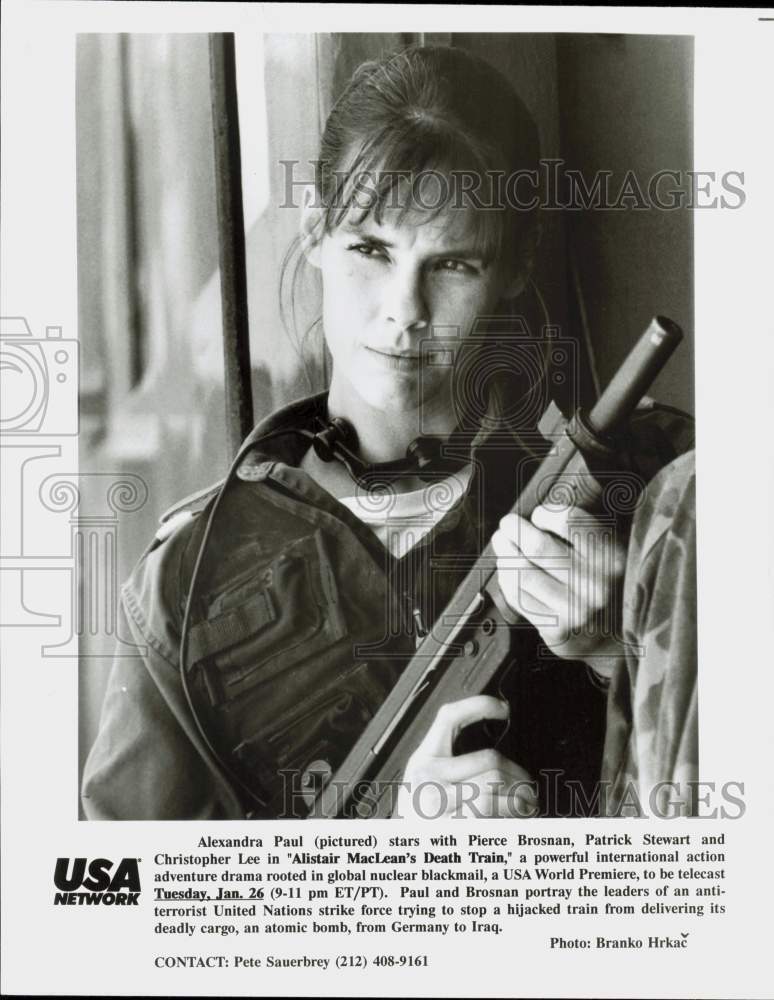 HISTORIC IMAGES
HISTORIC IMAGES
Alexandra Paul (pictured) stars with Pierce Brosnan, Patrick Stewart and
Christopher Lee in "Alistair MacLean's Death Train," a powerful international action
adventure drama rooted in global nuclear blackmail, a USA World Premiere, to be telecast
Tuesday, Jan. 26 (9-11 pm ET/PT). Paul and Brosnan portray the leaders of an anti-
terrorist United Nations strike force trying to stop a hijacked train from delivering its
deadly cargo, an atomic bomb, from Germany to Iraq.
USA
NETWORK
Photo: Branko Hrkač
CONTACT: Pete Sauerbrey (212) 408-9161